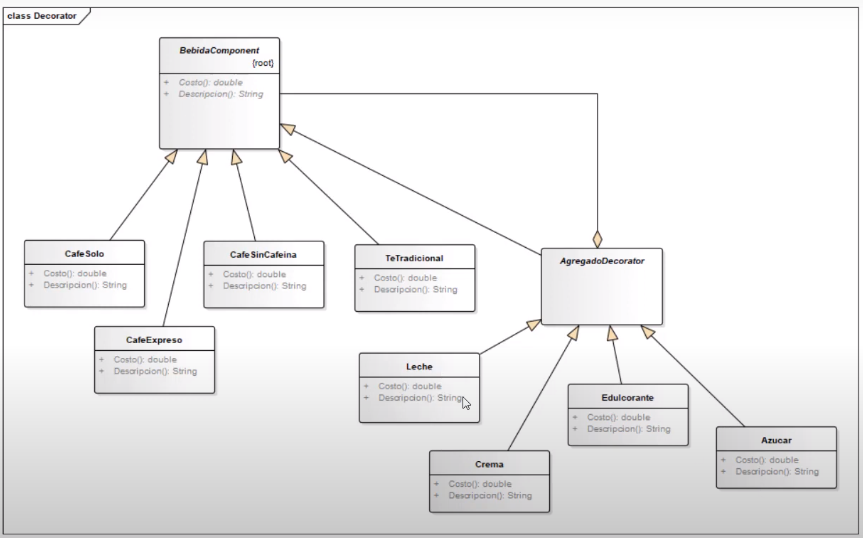 class Decorator
BebidaComponent
{root}
+ Costo(): double
+ Descripcion(): String
CafeSolo
+ Costo(): double
+ Descripcion(): String
CafeSinCafeina
+ Costo(): double
+ Descripcion(): String
TeTradicional
+ Costo(): double
+ Descripcion(): String
AgregadoDecorator
CafeExpreso
+ Costo(): double
+ Descripcion(): String
Leche
+ Costo(): double
+ Descripcion(): String
Edulcorante
+ Costo(): double
+ Descripcion(): String
Azucar
+ Costo(): double
+ Descripcion(): String
Crema
+ Costo(): double
+ Descripcion(): String